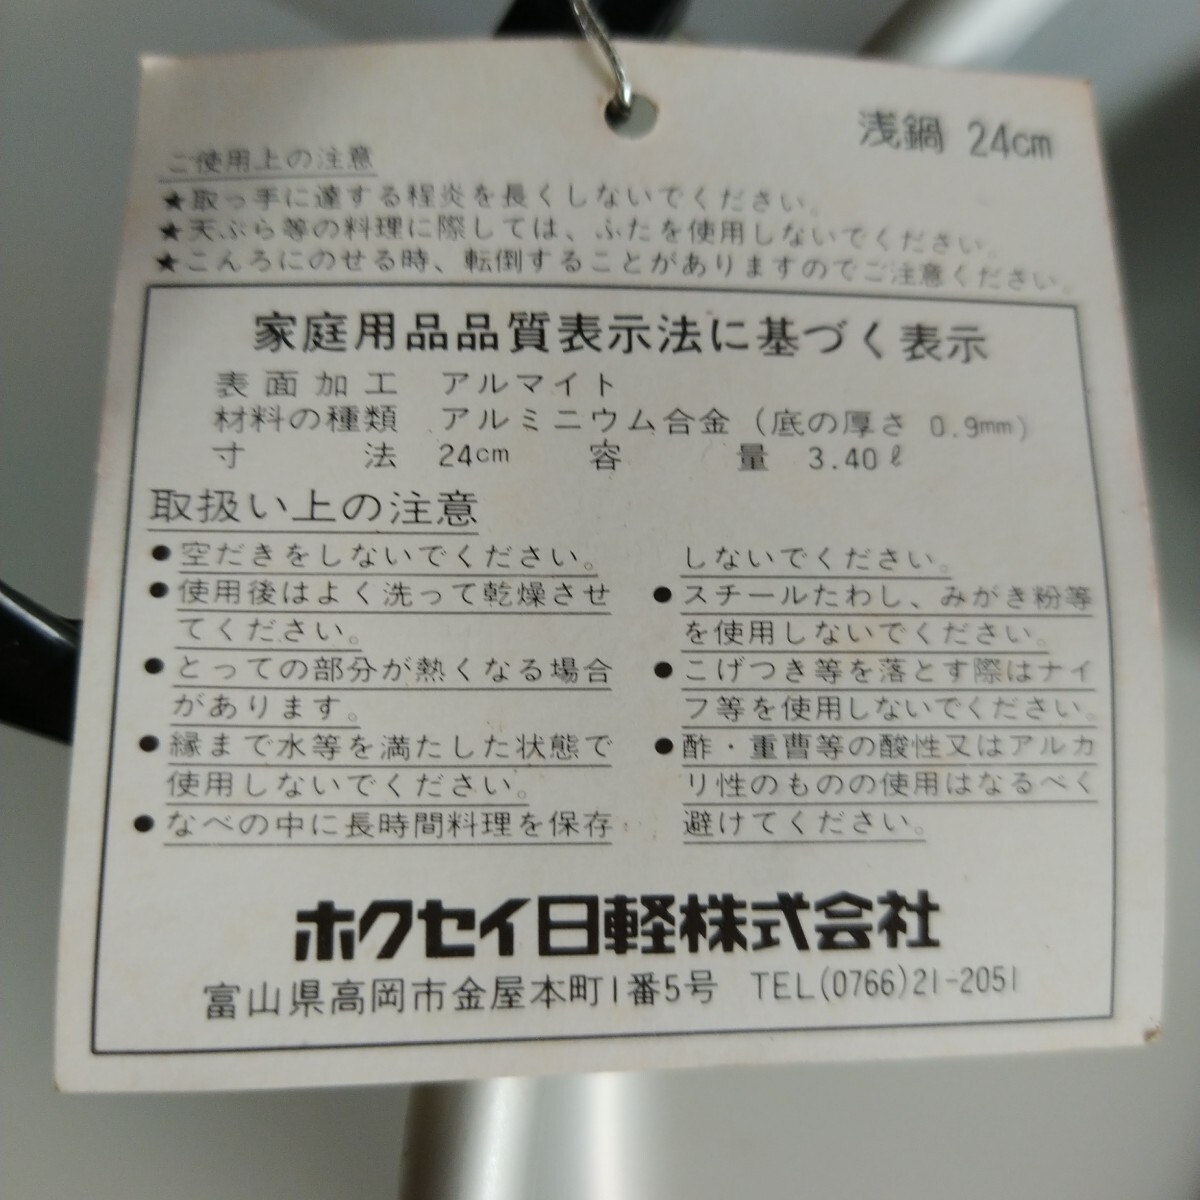 浅鍋 24cm
ご使用上の注意
★取っ手に達する程炎を長くしないでください。
★天ぷら等の料理に際しては、ふたを使用しないでください。
★こんろにのせる時、転倒することがありますのでご注意ください。
家庭用品品質表示法に基づく表示
表面加工 アルマイト
材料の種類 アルミニウム合金(底の厚さ 0.9mm)
寸法 24cm 容量 3.40ℓ
取扱い上の注意
●空だきをしないでください。
●使用後はよく洗って乾燥させ
てください。
●とっての部分が熱くなる場合
があります。
●縁まで水等を満たした状態で
使用しないでください。
●なべの中に長時間料理を保存
しないでください。
●スチールたわし、みがき粉等
を使用しないでください。
●こげつき等を落とす際はナイ
フ等を使用しないでください。
●酢・重曹等の酸性又はアルカ
リ性のものの使用はなるべく
避けてください。
ホクセイ日軽株式会社
富山県高岡市金屋本町1番5号 TEL(0766)21-2051